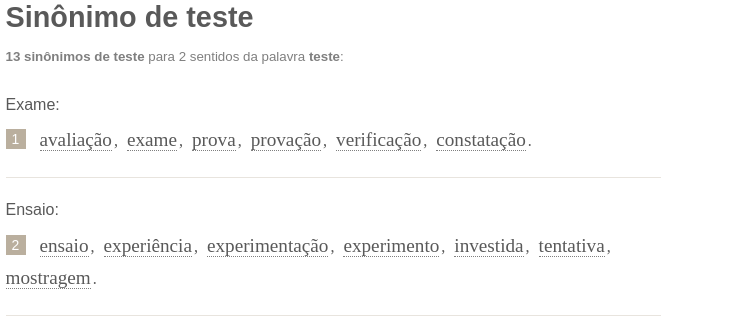 Sinônimo de teste
13 sinônimos de teste para 2 sentidos da palavra teste:
Exame:
1 avaliação, exame, prova, provação, verificação, constatação.
Ensaio:
2 ensaio, experiência, experimentação, experimento, investida, tentativa,
mostragem.